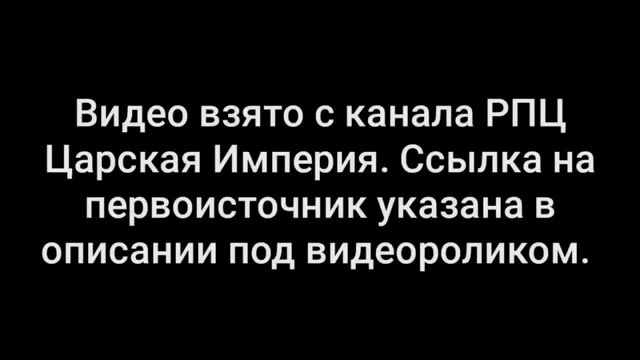 Видео взято с канала РПЦ
Царская Империя. Ссылка на
первоисточник указана в
описании под видеороликом.